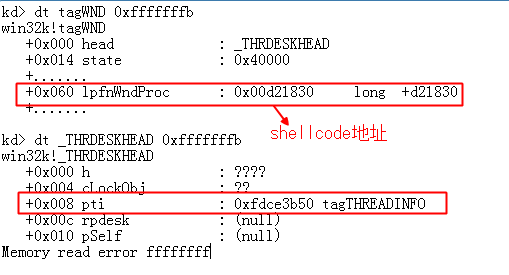 kd> dt tagWND 0xfffffffb
win32k!tagWND
+0x000 head : _THRDESKHEAD
+0x014 state : 0x40000
+.......
+0x060 lpfnWndProc : 0x00d21830 long +d21830
+.......
shellcode地址
kd> dt _THRDESKHEAD 0xfffffffb
win32k!_THRDESKHEAD
+0x000 h : ????
+0x004 cLockObj : ??
+0x008 pti : 0xfdce3b50 tagTHREADINFO
+0x00c rpdesk : (null)
+0x010 pSelf : (null)
Memory read error ffffffff